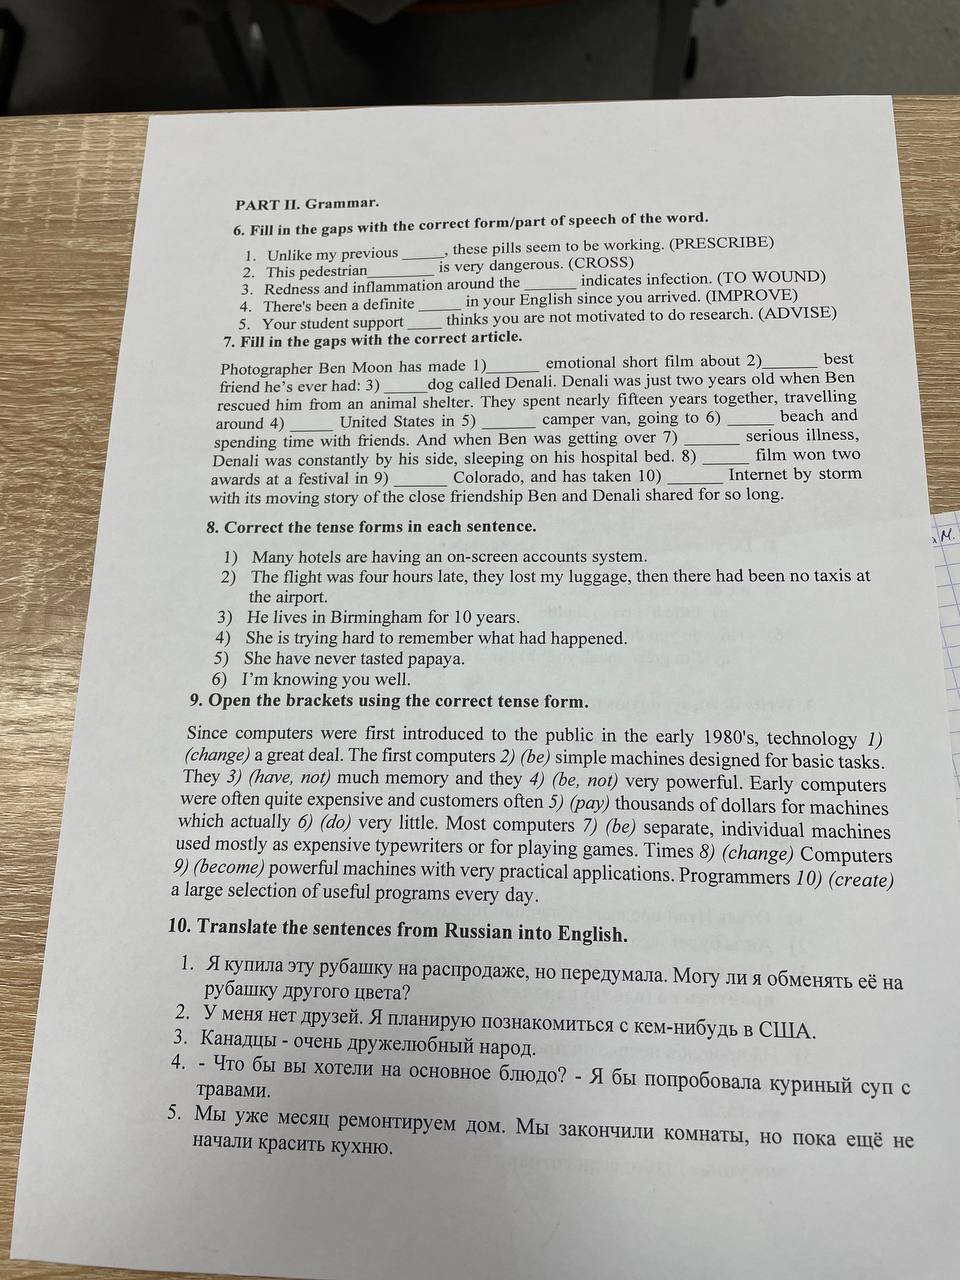 PART II. Grammar.
6. Fill in the gaps with the correct form/part of speech of the word.
1. Unlike my previous _____, these pills seem to be working. (PRESCRIBE)
2. This pedestrian________ is very dangerous. (CROSS)
3. Redness and inflammation around the ______ indicates infection. (TO WOUND)
4. There's been a definite _____ in your English since you arrived. (IMPROVE)
5. Your student support ____ thinks you are not motivated to do research. (ADVISE)
7. Fill in the gaps with the correct article.
Photographer Ben Moon has made 1)______ emotional short film about 2)______ best
friend he's ever had: 3) _____dog called Denali. Denali was just two years old when Ben
rescued him from an animal shelter. They spent nearly fifteen years together, travelling
around 4) _____ United States in 5) ______ camper van, going to 6) _____ beach and
spending time with friends. And when Ben was getting over 7) ______ serious illness,
Denali was constantly by his side, sleeping on his hospital bed. 8) _____ film won two
awards at a festival in 9) ______ Colorado, and has taken 10) ______ Internet by storm
with its moving story of the close friendship Ben and Denali shared for so long.
8. Correct the tense forms in each sentence.
1) Many hotels are having an on-screen accounts system.
2) The flight was four hours late, they lost my luggage, then there had been no taxis at
the airport.
3) He lives in Birmingham for 10 years.
4) She is trying hard to remember what had happened.
5) She have never tasted papaya.
6) I'm knowing you well.
9. Open the brackets using the correct tense form.
Since computers were first introduced to the public in the early 1980's, technology 1)
(change) a great deal. The first computers 2) (be) simple machines designed for basic tasks.
They 3) (have, not) much memory and they 4) (be, not) very powerful. Early computers
were often quite expensive and customers often 5) (pay) thousands of dollars for machines
which actually 6) (do) very little. Most computers 7) (be) separate, individual machines
used mostly as expensive typewriters or for playing games. Times 8) (change) Computers
9) (become) powerful machines with very practical applications. Programmers 10) (create)
a large selection of useful programs every day.
10. Translate the sentences from Russian into English.
1. Я купила эту рубашку на распродаже, но передумала. Могу ли я обменять её на
рубашку другого цвета?
2. У меня нет друзей. Я планирую познакомиться с кем-нибудь в США.
3. Канадцы - очень дружелюбный народ.
4. - Что бы вы хотели на основное блюдо? - Я бы попробовала куриный суп с
травами.
5. Мы уже месяц ремонтируем дом. Мы закончили комнаты, но пока ещё не
начали красить кухню.